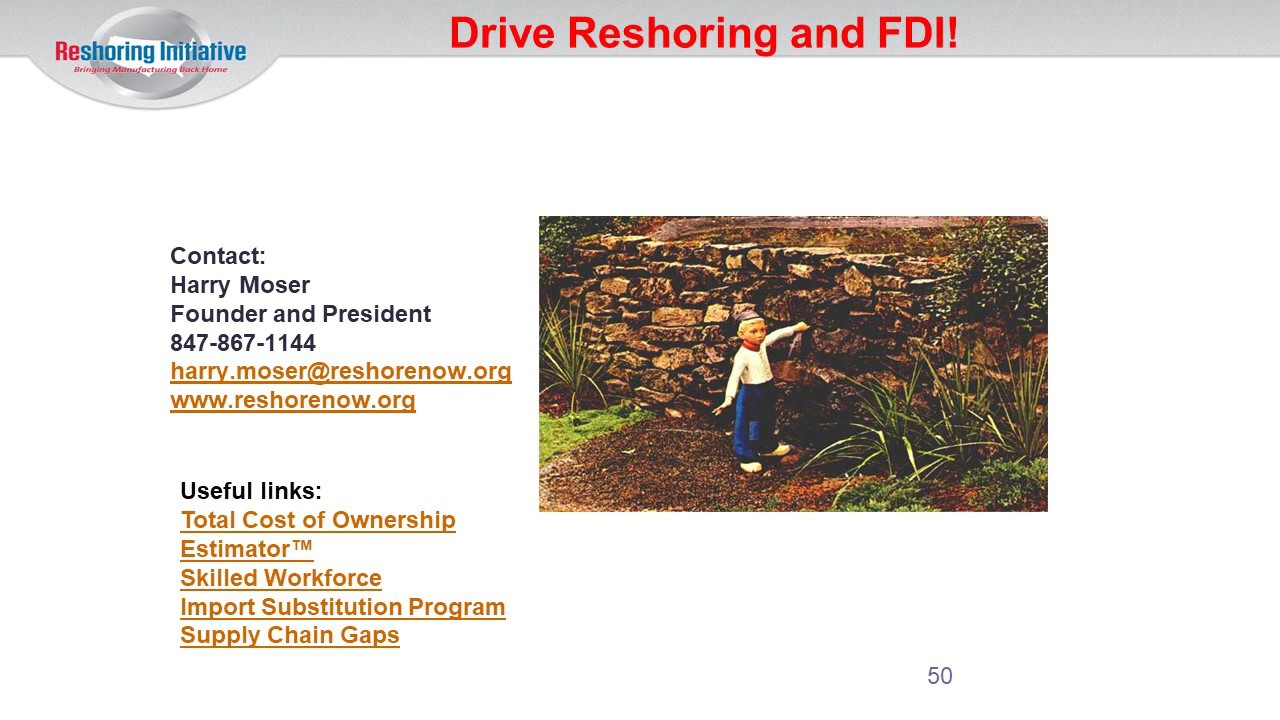 Drive Reshoring and FDI!
Reshoring Initiative
Bringing Manufacturing Back Home
Contact:
Harry Moser
Founder and President
847-867-1144
harry.moser@reshorenow.org
www.reshorenow.org
Useful links:
Total Cost of Ownership
Estimator™
Skilled Workforce
Import Substitution Program
Supply Chain Gaps
50